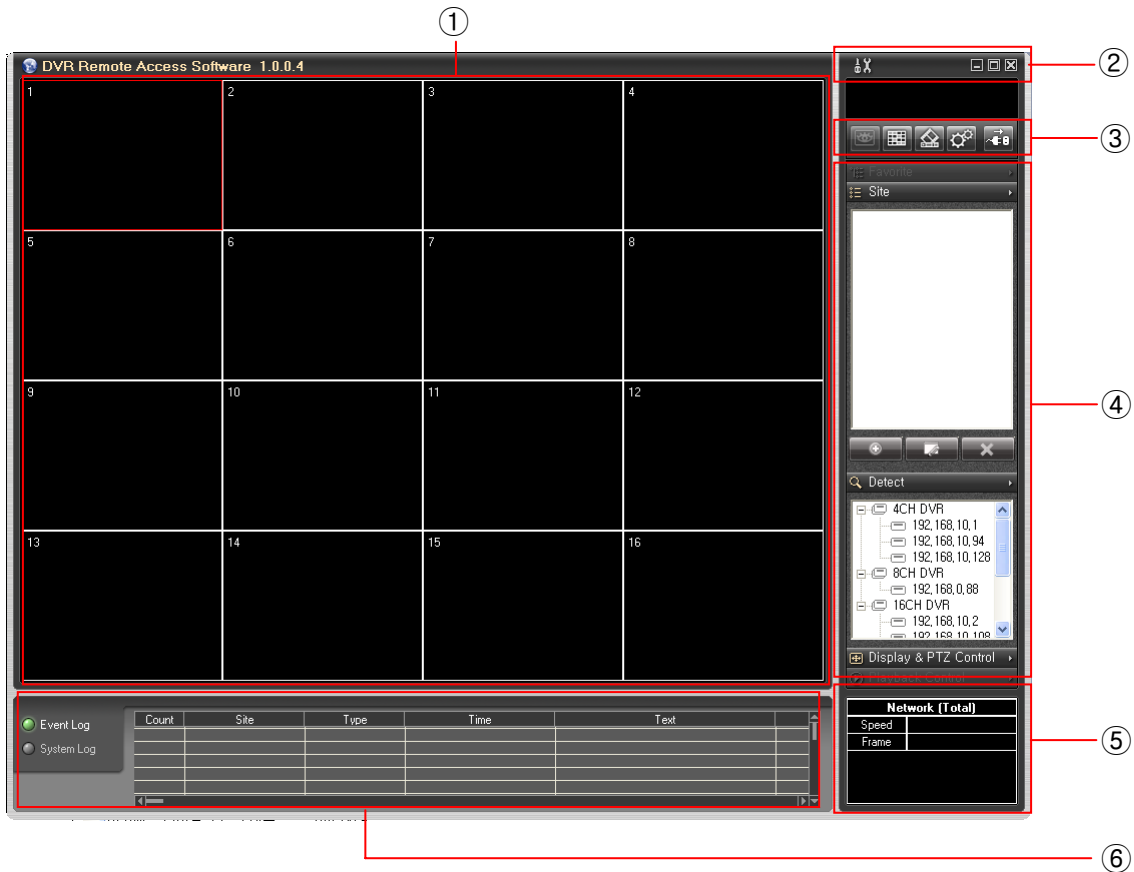 ①
DVR Remote Access Software 1.0.0.4
②
1 2 3 4
③
Favorite
Site
5 6 7 8
9 10 11 12
④
Detect
4CH DVR
192,168,10,1
192,168,10,94
192,168,10,128
8CH DVR
192,168,0,88
16CH DVR
192,168,10,2
192,168,10,108
13 14 15 16
Display & PTZ Control
Playback Control
Event Log
System Log
Count Site Type Time Text
Network (Total)
Speed
Frame
⑤
⑥